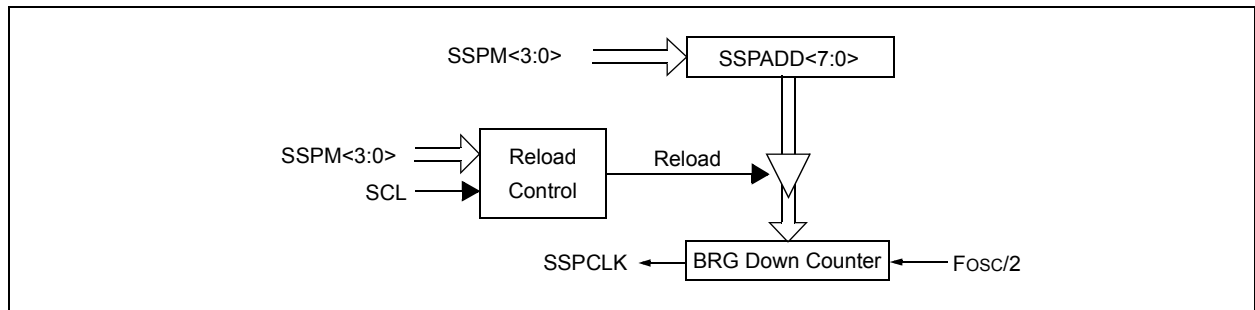 SSPM<3:0>
SSPADD<7:0>
SSPM<3:0>
SCL
Reload
Control
Reload
SSPCLK
BRG Down Counter
FOSC/2